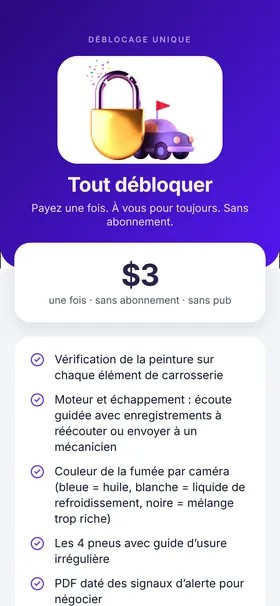 DÉBLOCAGE UNIQUE
Tout débloquer
Payez une fois. À vous pour toujours. Sans
abonnement.
$3
une fois · sans abonnement · sans pub
Vérification de la peinture sur
chaque élément de carrosserie
Moteur et échappement : écoute
guidée avec enregistrements à
réécouter ou envoyer à un
mécanicien
Couleur de la fumée par caméra
(bleue = huile, blanche = liquide de
refroidissement, noire = mélange
trop riche)
Les 4 pneus avec guide d’usure
irrégulière
PDF daté des signaux d’alerte pour
négocier